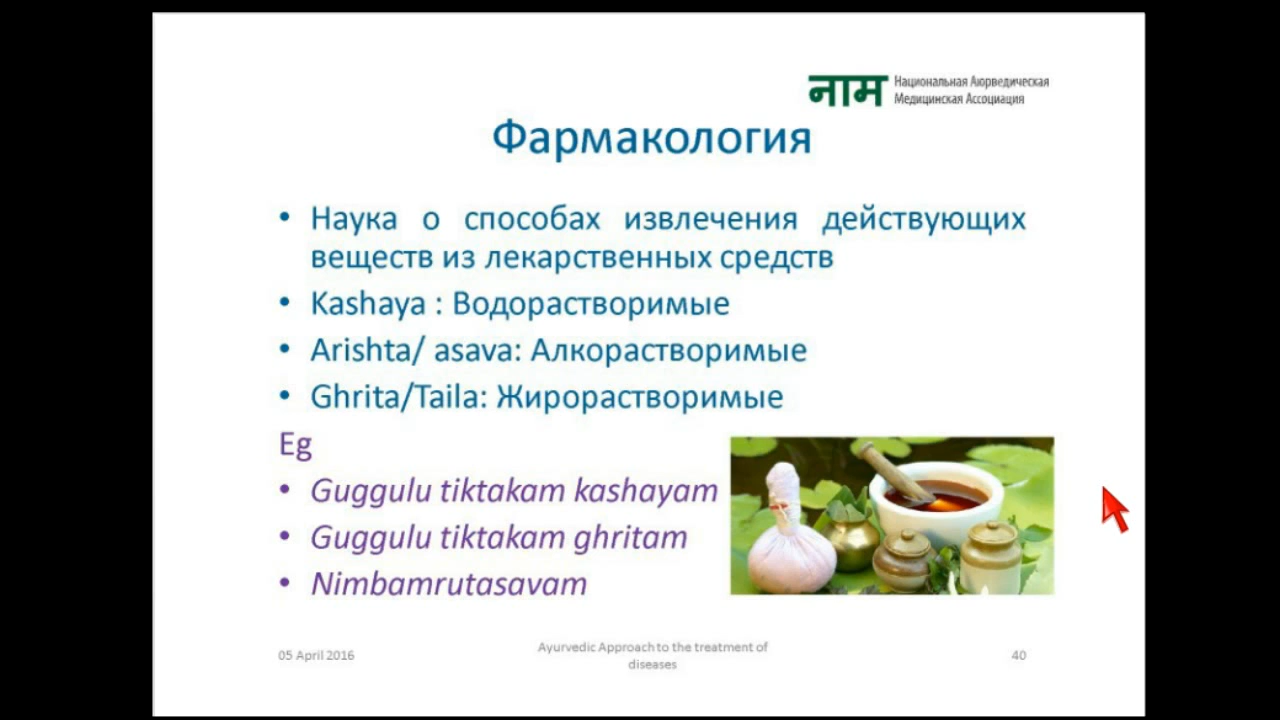 नाम Национальная Аюрведическая
Медицинская Ассоциация
Фармакология
• Наука о способах извлечения действующих
веществ из лекарственных средств
• Kashaya : Водорастворимые
• Arishta/ asava: Алкорастворимые
• Ghrita/Taila: Жирорастворимые
Eg
• Guggulu tiktakam kashayam
• Guggulu tiktakam ghritam
• Nimbamrutasavam
05 April 2016
Ayurvedic Approach to the treatment of
diseases
40